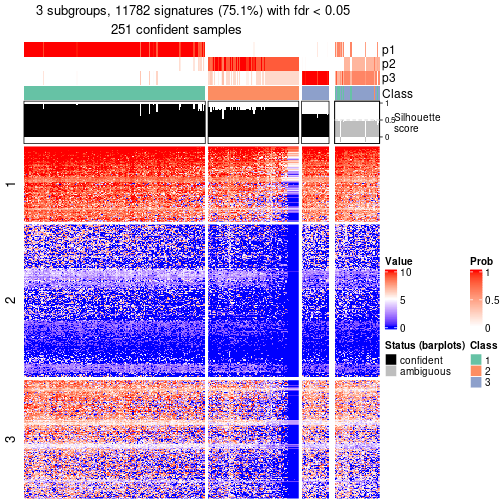 3 subgroups, 11782 signatures (75.1%) with fdr < 0.05
251 confident samples
p1
p2
p3
Class
1
0.5
0
Silhouette
score
1
2
3
Value
10
5
0
Prob
1
0.5
0
Status (barplots)
confident
ambiguous
Class
1
2
3